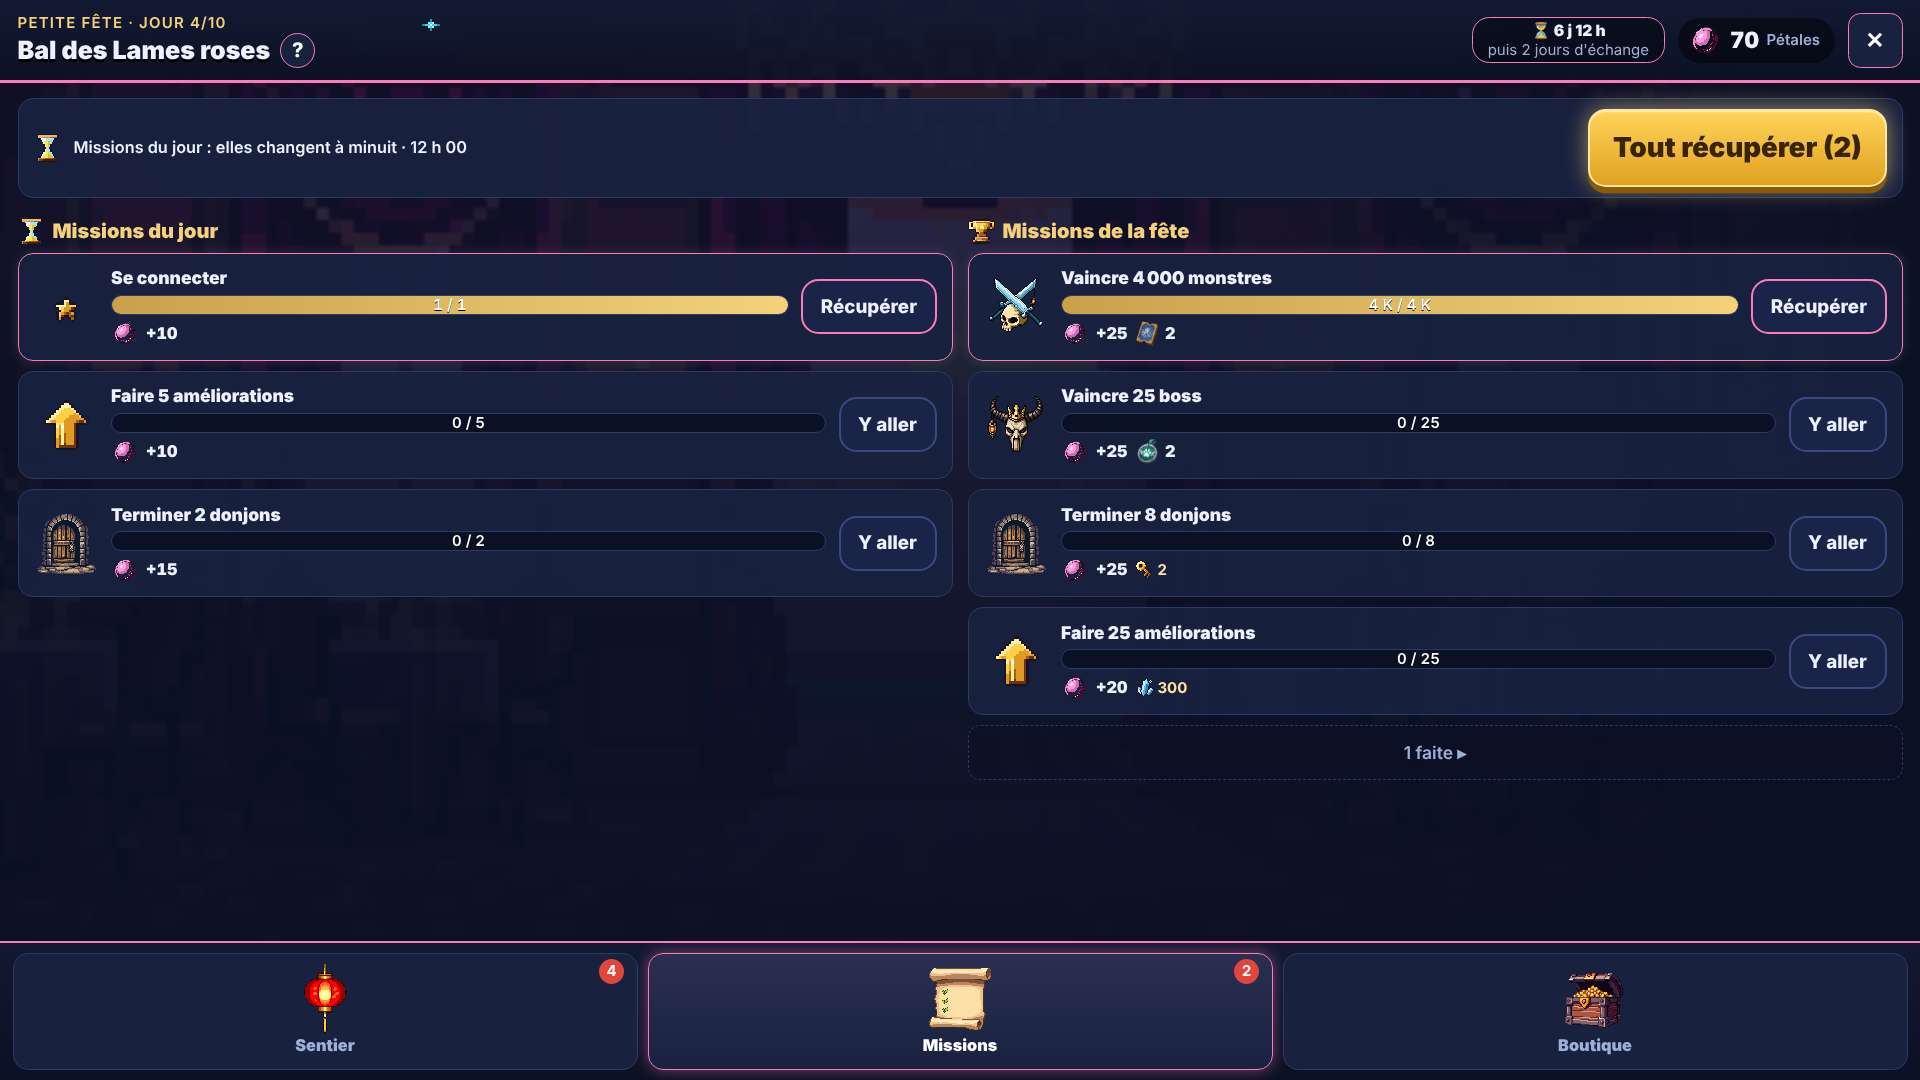 PETITE FÊTE · JOUR 4/10
Bal des Lames roses
?
6 j 12 h
puis 2 jours d'échange
70 Pétales
×
Missions du jour : elles changent à minuit · 12 h 00
Tout récupérer (2)
Missions du jour
Se connecter
1 / 1
+10
Récupérer
Faire 5 améliorations
0 / 5
+10
Y aller
Terminer 2 donjons
0 / 2
+15
Y aller
Missions de la fête
Vaincre 4 000 monstres
4 K / 4 K
+25 2
Récupérer
Vaincre 25 boss
0 / 25
+25 2
Y aller
Terminer 8 donjons
0 / 8
+25 2
Y aller
Faire 25 améliorations
0 / 25
+20 300
Y aller
1 faite ▸
4
Sentier
2
Missions
Boutique